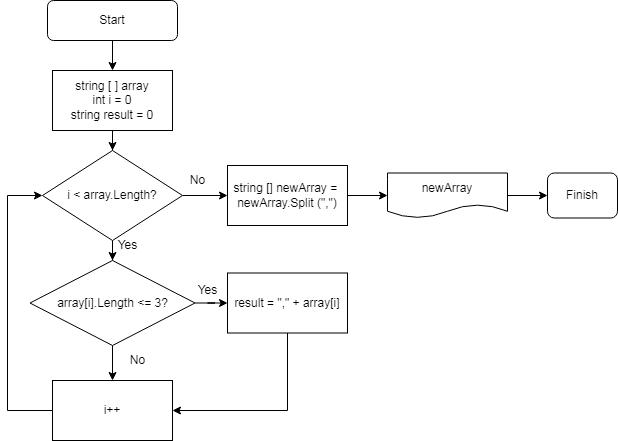 Start
string [ ] array
int i = 0
string result = 0
i < array.Length?
No
string [] newArray =
newArray.Split (",")
newArray
Finish
Yes
array[i].Length <= 3?
Yes
result = "," + array[i]
No
i++